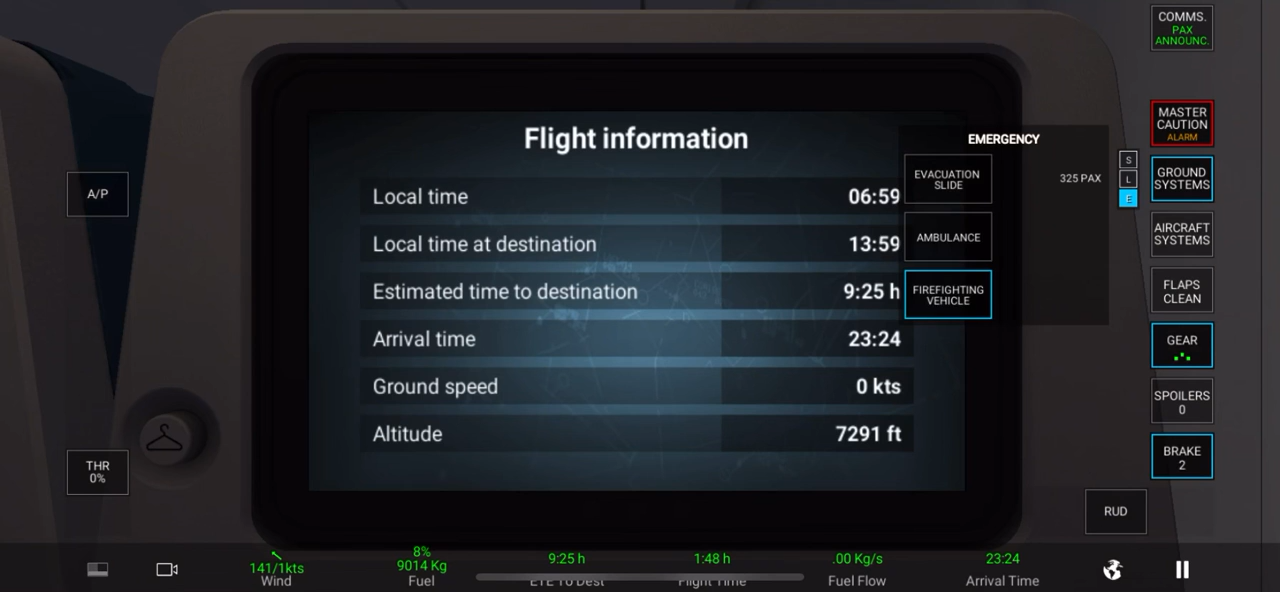 COMMS.
PAX
ANNOUNC.
Flight information
EMERGENCY
MASTER
CAUTION
ALARM
A/P
Local time 06:59
EVACUATION
SLIDE
325 PAX
S
L
E
GROUND
SYSTEMS
Local time at destination 13:59
AMBULANCE
AIRCRAFT
SYSTEMS
Estimated time to destination 9:25 h
FIREFIGHTING
VEHICLE
FLAPS
CLEAN
Arrival time 23:24
GEAR
Ground speed 0 kts
SPOILERS
0
Altitude 7291 ft
THR
0%
BRAKE
2
RUD
141/1kts
Wind
8%
9014 Kg
Fuel
9:25 h
ETE To Dest
1:48 h
Flight Time
.00 Kg/s
Fuel Flow
23:24
Arrival Time